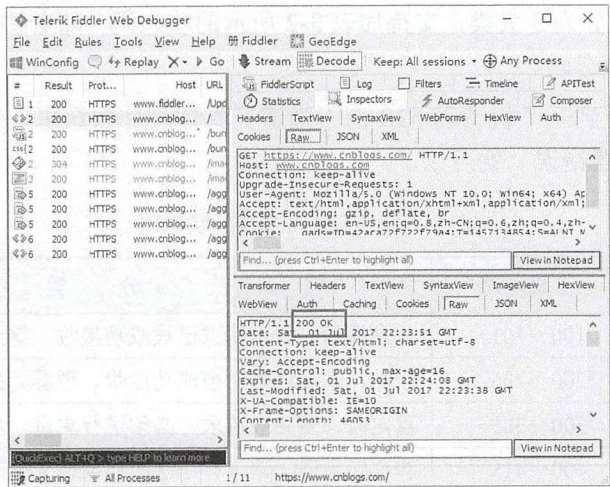 Telerik Fiddler Web Debugger
File Edit Rules Tools View Help Fiddler GeoEdge
WinConfig Replay X Go Stream Decode Keep: All sessions Any Process
# Result Prot... Host URL
1 200 HTTPS www.fiddler... /Upd
2 200 HTTPS www.cnblog... /
2 200 HTTPS www.cnblog... /bun
2 200 HTTPS www.cnblog... /bun
2 304 HTTPS www.cnblog... /ima
3 200 HTTPS www.cnblog... /ima
5 200 HTTPS www.cnblog... /agg
5 200 HTTPS www.cnblog... /agg
5 200 HTTPS www.cnblog... /agg
6 200 HTTPS www.cnblog... /agg
6 200 HTTPS www.cnblog... /agg
[QuickExec] ALT+Q > type HELP to learn more
FiddlerScript Log Filters Timeline APITest
Statistics Inspectors AutoResponder Composer
Headers TextView SyntaxView WebForms HexView Auth
Cookies Raw JSON XML
GET https://www.cnblogs.com/ HTTP/1.1
Host: www.cnblogs.com
Connection: keep-alive
Upgrade-Insecure-Requests: 1
User-Agent: Mozilla/5.0 (Windows NT 10.0; Win64; x64) Ap
Accept: text/html,application/xhtml+xml,application/xml;
Accept-Encoding: gzip, deflate, br
Accept-Language: en-US,en;q=0.8,zh-CN;q=0.6,zh;q=0.4,zh-
Find... (press Ctrl+Enter to highlight all) View in Notepad
Transformer Headers TextView SyntaxView ImageView HexView
WebView Auth Caching Cookies Raw JSON XML
HTTP/1.1 200 OK
Date: Sat, 01 Jul 2017 22:23:51 GMT
Content-Type: text/html; charset=utf-8
Connection: keep-alive
Vary: Accept-Encoding
Cache-Control: public, max-age=16
Expires: Sat, 01 Jul 2017 22:24:08 GMT
Last-Modified: Sat, 01 Jul 2017 22:23:38 GMT
X-UA-Compatible: IE=10
X-Frame-Options: SAMEORIGIN
Content-Length: 46053
Find... (press Ctrl+Enter to highlight all) View in Notepad
Capturing All Processes 1 / 11 https://www.cnblogs.com/